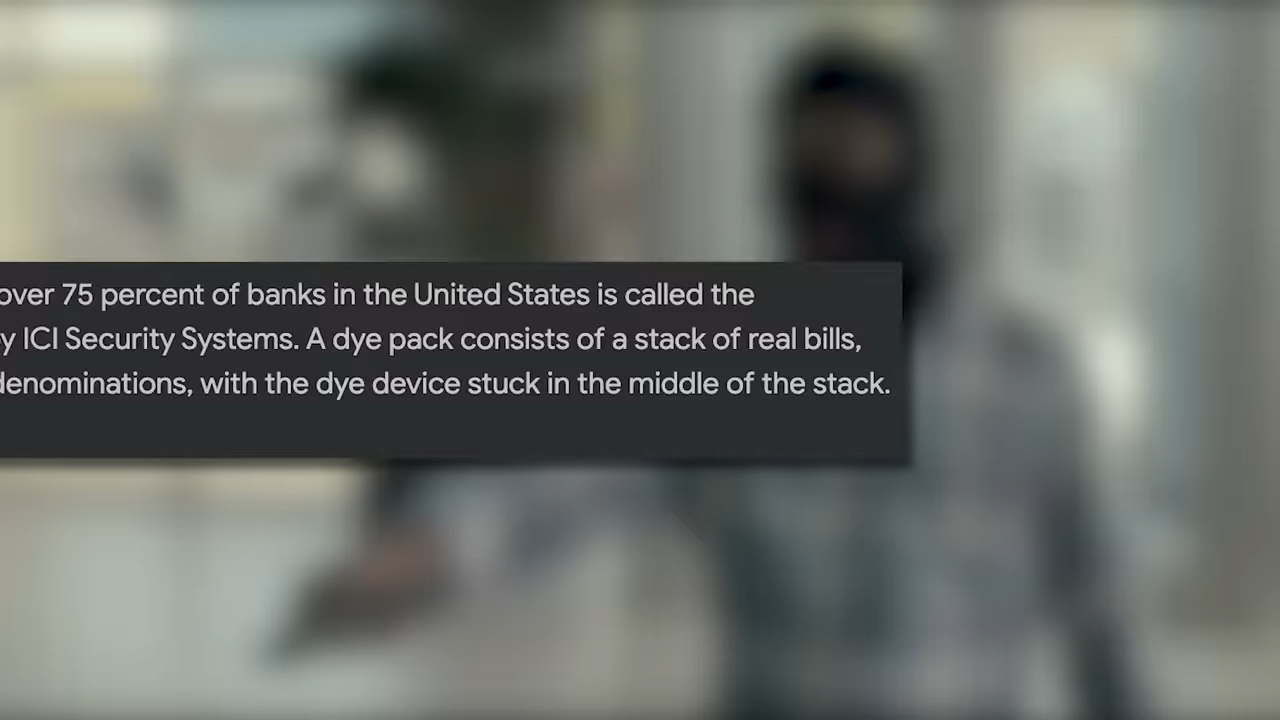 over 75 percent of banks in the United States is called the
by ICI Security Systems. A dye pack consists of a stack of real bills,
denominations, with the dye device stuck in the middle of the stack.